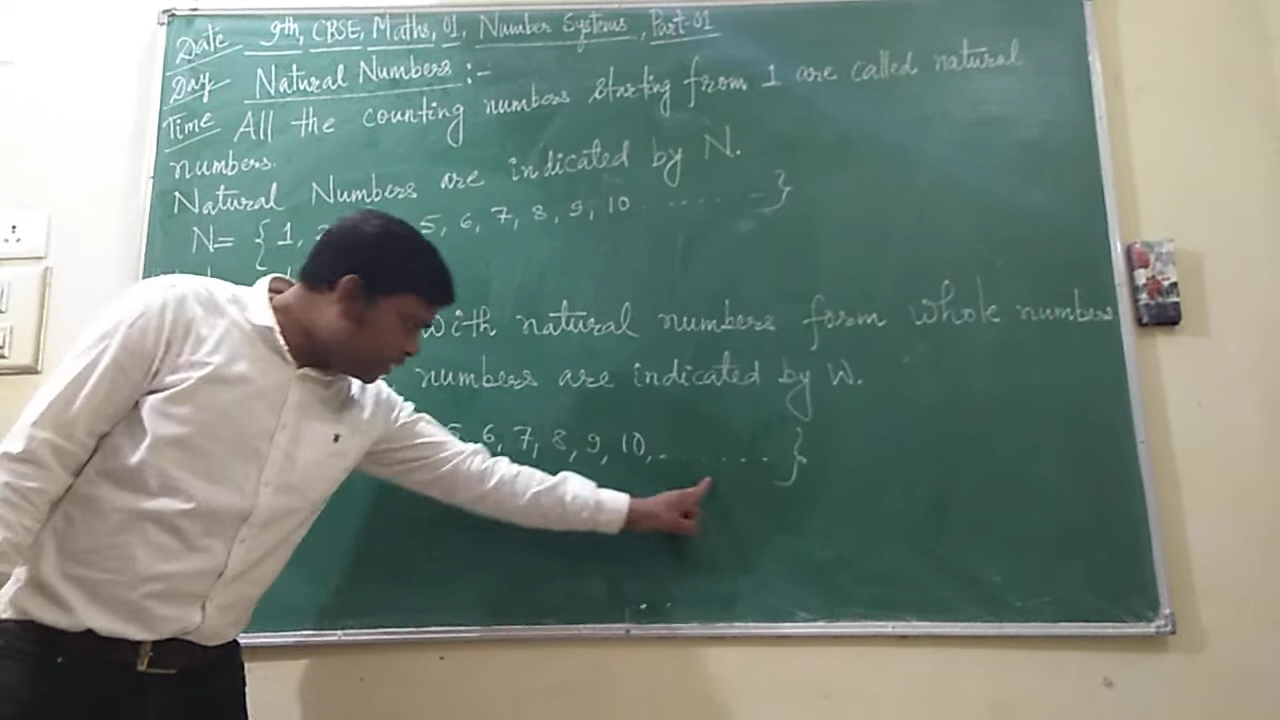 Date 9th, CBSE, Maths, 01, Number Systems, Part-01
Day Natural Numbers :-
Time All the counting numbers starting from 1 are called natural
numbers.
Natural Numbers are indicated by N.
N= { 1, 5, 6, 7, 8, 9, 10 ..... - }
with natural numbers form whole numbers
numbers are indicated by W.
5, 6, 7, 8, 9, 10, ....... }